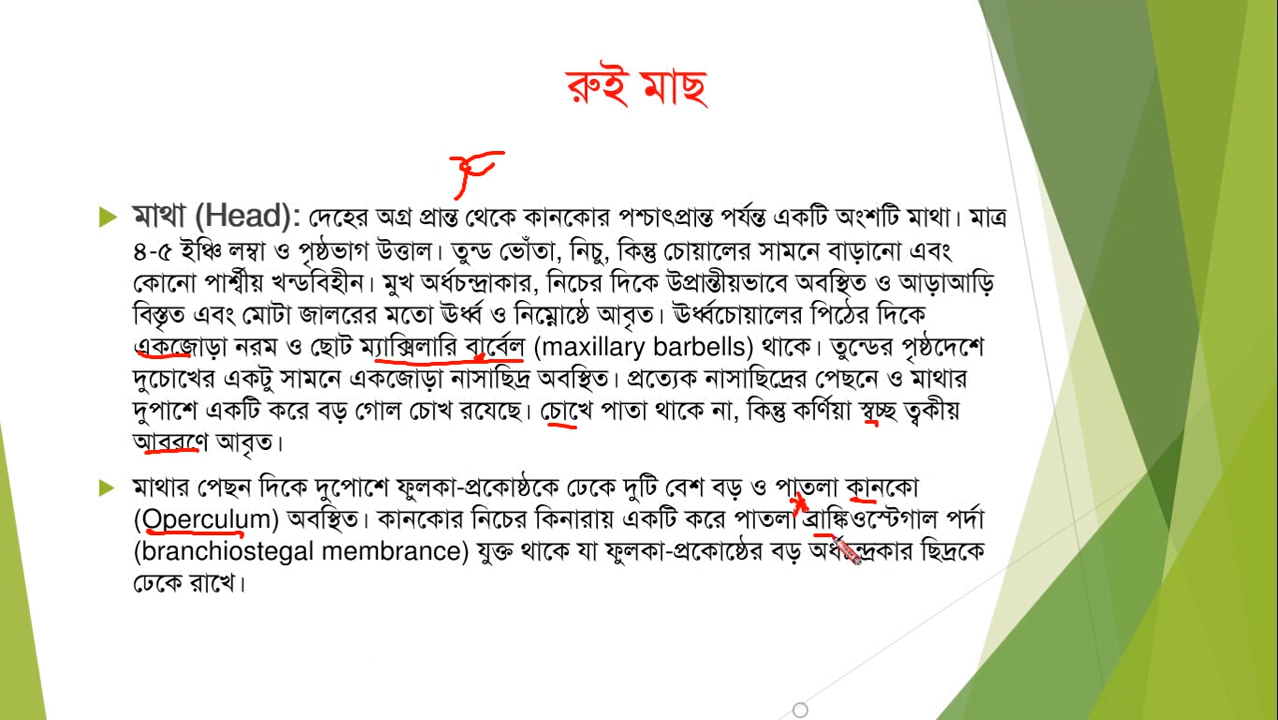 রুই মাছ
মাথা (Head): দেহের অগ্র প্রান্ত থেকে কানকোর পশ্চাৎপ্রান্ত পর্যন্ত একটি অংশটি মাথা। মাত্র
৪-৫ ইঞ্চি লম্বা ও পৃষ্ঠভাগ উত্তাল। তুন্ড ভোঁতা, নিচু, কিন্তু চোয়ালের সামনে বাড়ানো এবং
কোনো পার্শ্বীয় খন্ডবিহীন। মুখ অর্ধচন্দ্রাকার, নিচের দিকে উপ্রান্তীয়ভাবে অবস্থিত ও আড়াআড়ি
বিস্তৃত এবং মোটা জালরের মতো ঊর্ধ্ব ও নিম্নোষ্ঠে আবৃত। ঊর্ধ্বচোয়ালের পিঠের দিকে
একজোড়া নরম ও ছোট ম্যাক্সিলারি বার্বেল (maxillary barbells) থাকে। তুন্ডের পৃষ্ঠদেশে
দুচোখের একটু সামনে একজোড়া নাসাছিদ্র অবস্থিত। প্রত্যেক নাসাছিদ্রের পেছনে ও মাথার
দুপাশে একটি করে বড় গোল চোখ রযেছে। চোখে পাতা থাকে না, কিন্তু কর্ণিয়া স্বচ্ছ ত্বকীয়
আবরণে আবৃত।
মাথার পেছন দিকে দুপোশে ফুলকা-প্রকোষ্ঠকে ঢেকে দুটি বেশ বড় ও পাতলা কানকো
(Operculum) অবস্থিত। কানকোর নিচের কিনারায় একটি করে পাতলা ব্রাঙ্কিওস্টেগাল পর্দা
(branchiostegal membrance) যুক্ত থাকে যা ফুলকা-প্রকোষ্ঠের বড় অর্ধচন্দ্রকার ছিদ্রকে
ঢেকে রাখে।